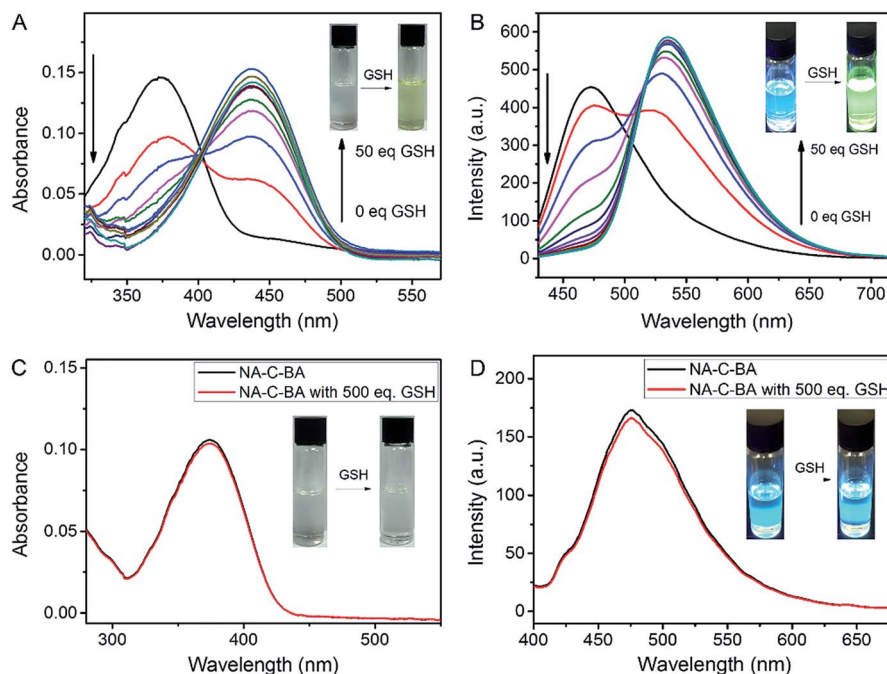 A
B
0.15
0.10
0.05
0.00
Absorbance
GSH
50 eq GSH
0 eq GSH
350
400
450
500
550
Wavelength (nm)
600
500
400
300
200
100
0
Intensity (a.u.)
GSH
50 eq GSH
0 eq GSH
450
500
550
600
650
700
Wavelength (nm)
C
D
0.15
0.10
0.05
0.00
Absorbance
NA-C-BA
NA-C-BA with 500 eq. GSH
GSH
300
400
500
Wavelength (nm)
200
150
100
50
0
Intensity (a.u.)
NA-C-BA
NA-C-BA with 500 eq. GSH
GSH
400
450
500
550
600
650
Wavelength (nm)